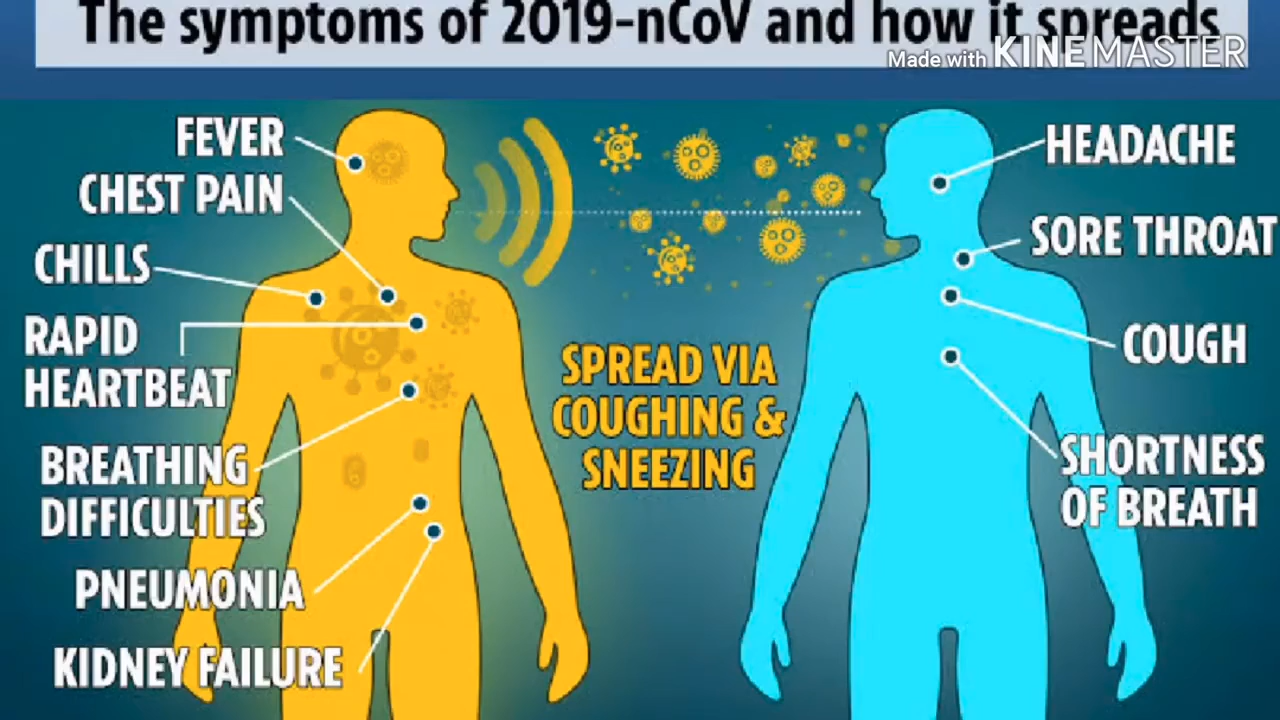 The symptoms of 2019-nCoV and how it spreads
Made with KINEMASTER
FEVER
CHEST PAIN
CHILLS
RAPID
HEARTBEAT
BREATHING
DIFFICULTIES
PNEUMONIA
KIDNEY FAILURE
SPREAD VIA
COUGHING &
SNEEZING
HEADACHE
SORE THROAT
COUGH
SHORTNESS
OF BREATH